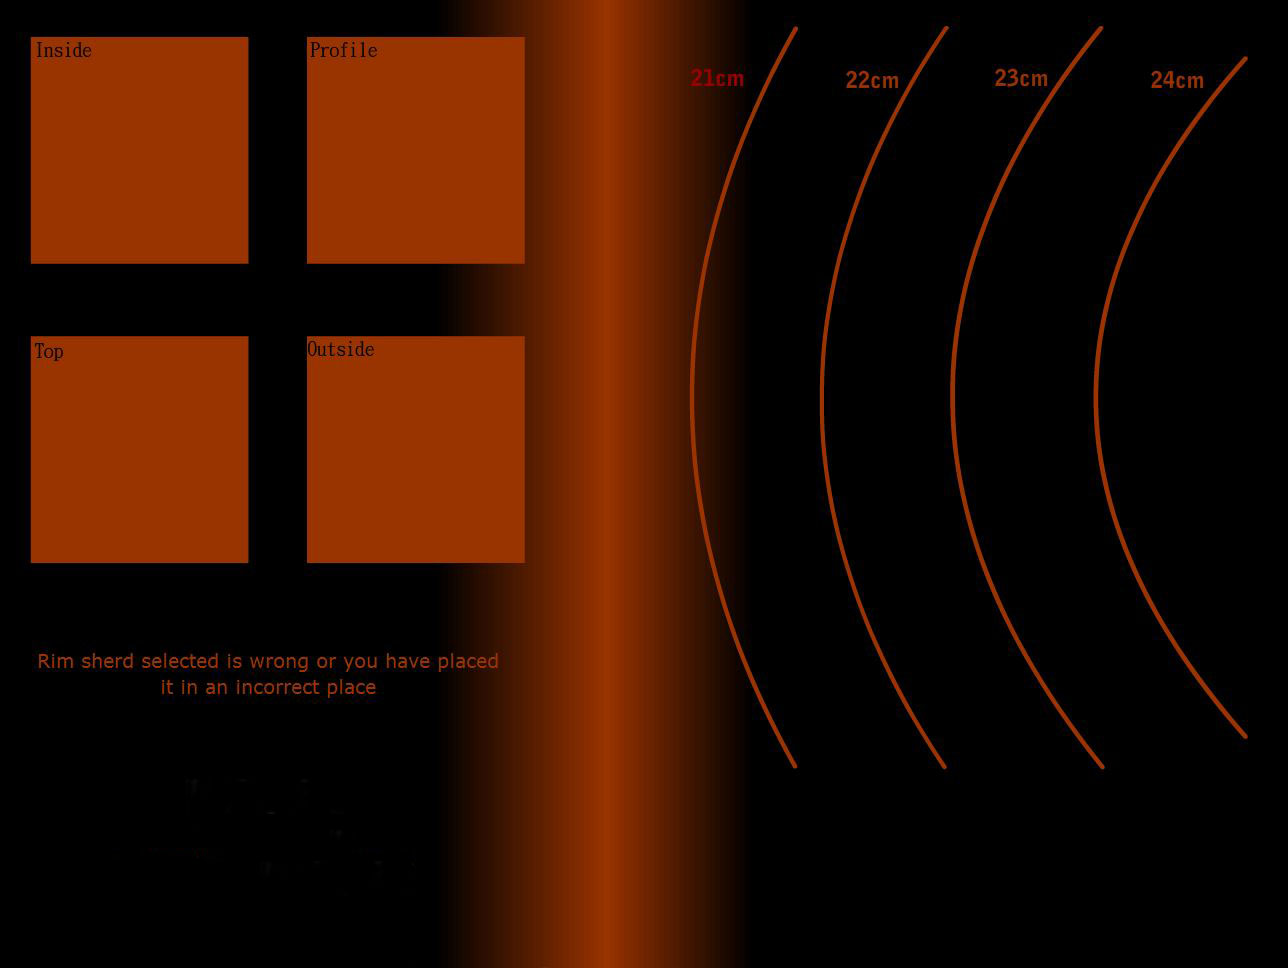 Inside
Profile
Top
Outside
Rim sherd selected is wrong or you have placed
it in an incorrect place
21cm
22cm
23cm
24cm